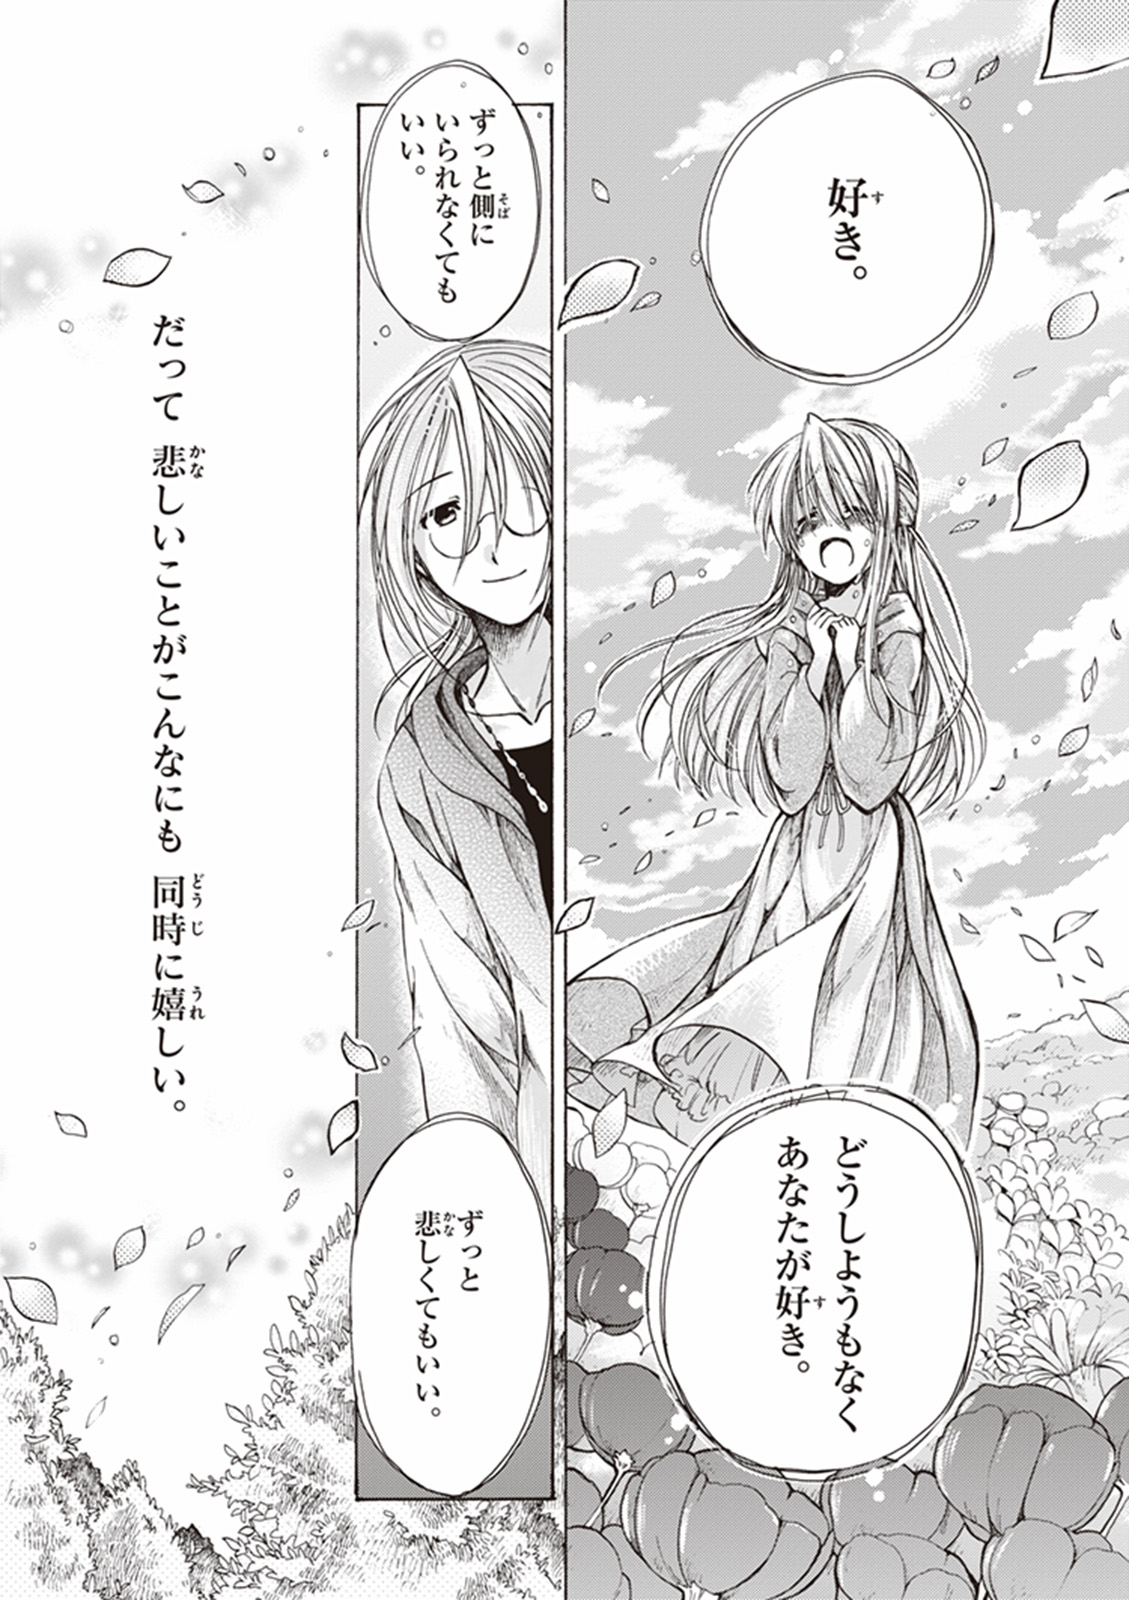 好き。
どうしようもなく
あなたが好き。
ずっと側に
いられなくても
いい。
ずっと
悲しくてもいい。
だって 悲しいことがこんなにも 同時に嬉しい。